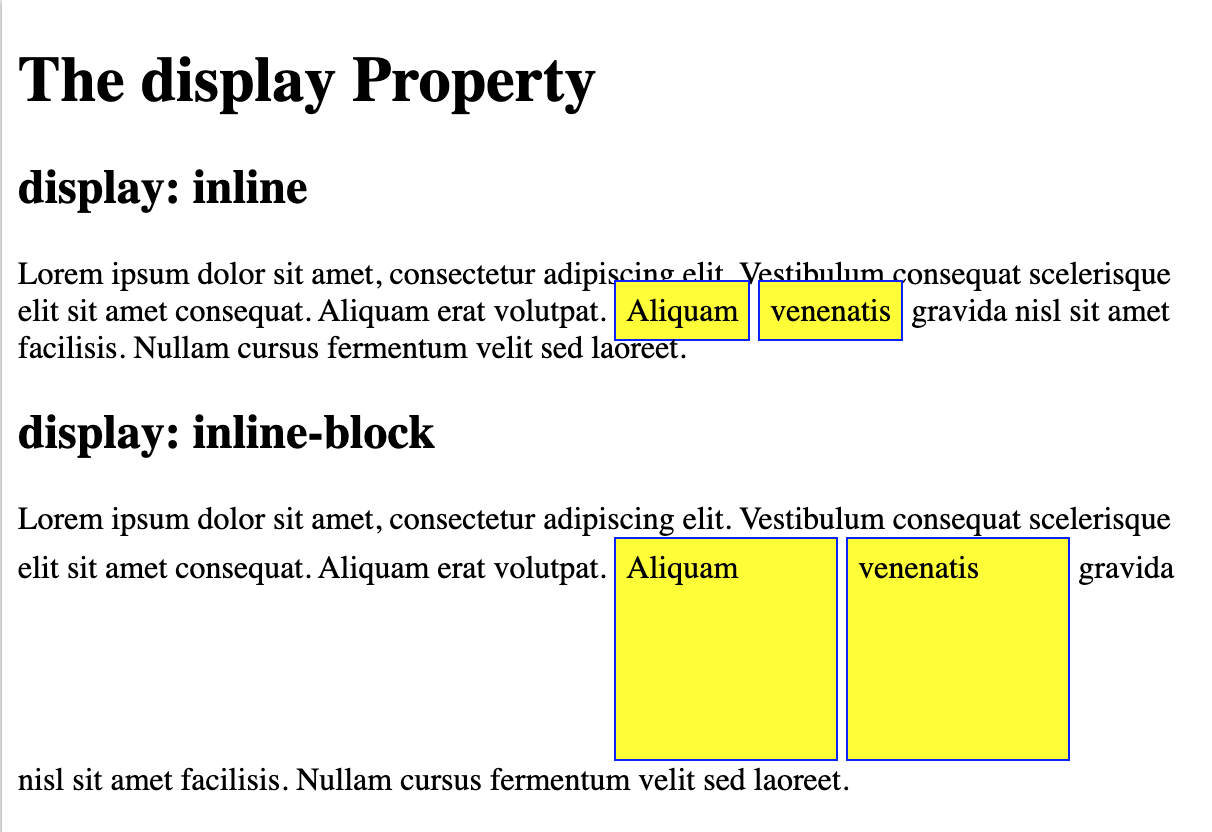 The display Property
display: inline
Lorem ipsum dolor sit amet, consectetur adipiscing elit. Vestibulum consequat scelerisque
elit sit amet consequat. Aliquam erat volutpat. Aliquam venenatis gravida nisl sit amet
facilisis. Nullam cursus fermentum velit sed laoreet.
display: inline-block
Lorem ipsum dolor sit amet, consectetur adipiscing elit. Vestibulum consequat scelerisque
elit sit amet consequat. Aliquam erat volutpat. Aliquam venenatis gravida
nisl sit amet facilisis. Nullam cursus fermentum velit sed laoreet.